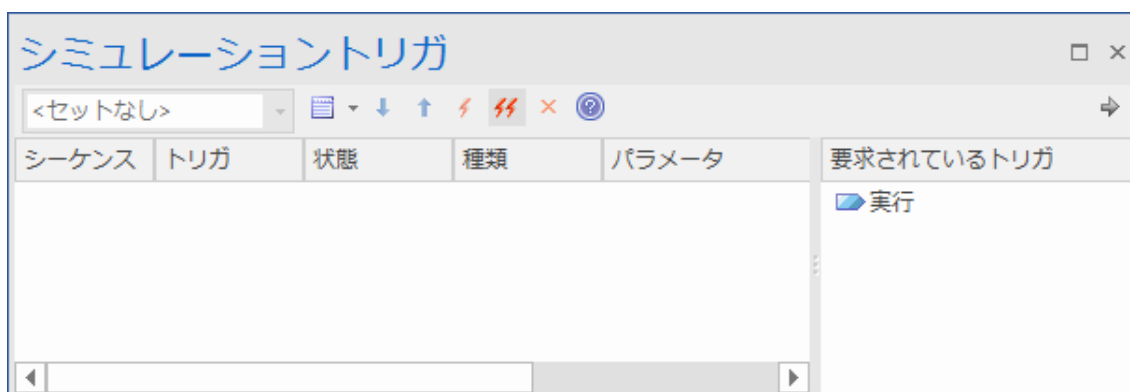 シミュレーショントリガ
<セットなし>
シーケンス トリガ 状態 種類 パラメータ 要求されているトリガ
実行